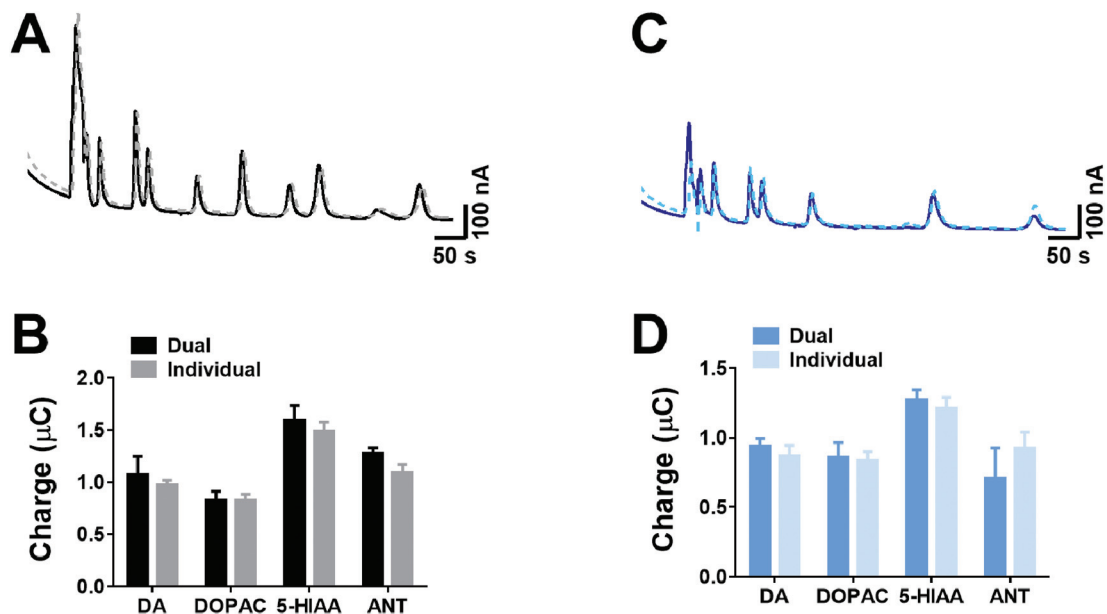 A
100 nA
50 s
C
100 nA
50 s
B
Dual
Individual
Charge (μC)
2.0
1.5
1.0
0.5
0.0
DA DOPAC 5-HIAA ANT
D
Dual
Individual
Charge (μC)
1.5
1.0
0.5
0.0
DA DOPAC 5-HIAA ANT